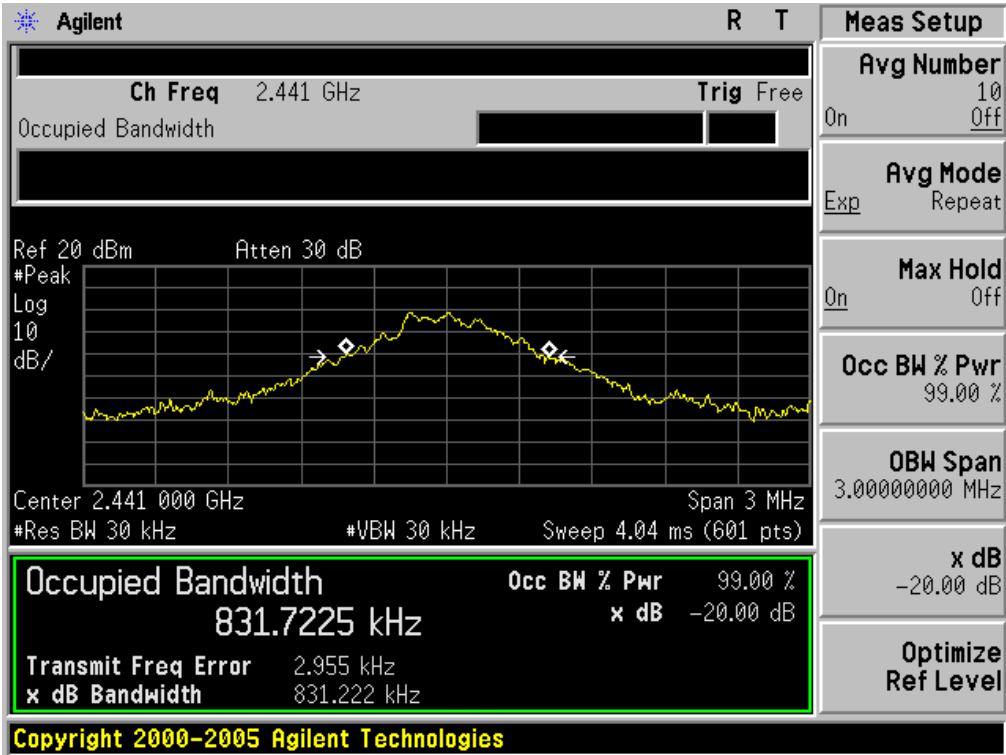 Agilent R T
Meas Setup
Ch Freq 2.441 GHz Trig Free
Occupied Bandwidth
Ref 20 dBm Atten 30 dB
#Peak
Log
10
dB/
Center 2.441 000 GHz Span 3 MHz
#Res BW 30 kHz #VBW 30 kHz Sweep 4.04 ms (601 pts)
Occupied Bandwidth
831.7225 kHz
Occ BW % Pwr 99.00 %
x dB -20.00 dB
Transmit Freq Error 2.955 kHz
x dB Bandwidth 831.222 kHz
Avg Number
10
On Off
Avg Mode
Exp Repeat
Max Hold
On Off
Occ BW % Pwr
99.00 %
OBW Span
3.00000000 MHz
x dB
-20.00 dB
Optimize
Ref Level
Copyright 2000-2005 Agilent Technologies